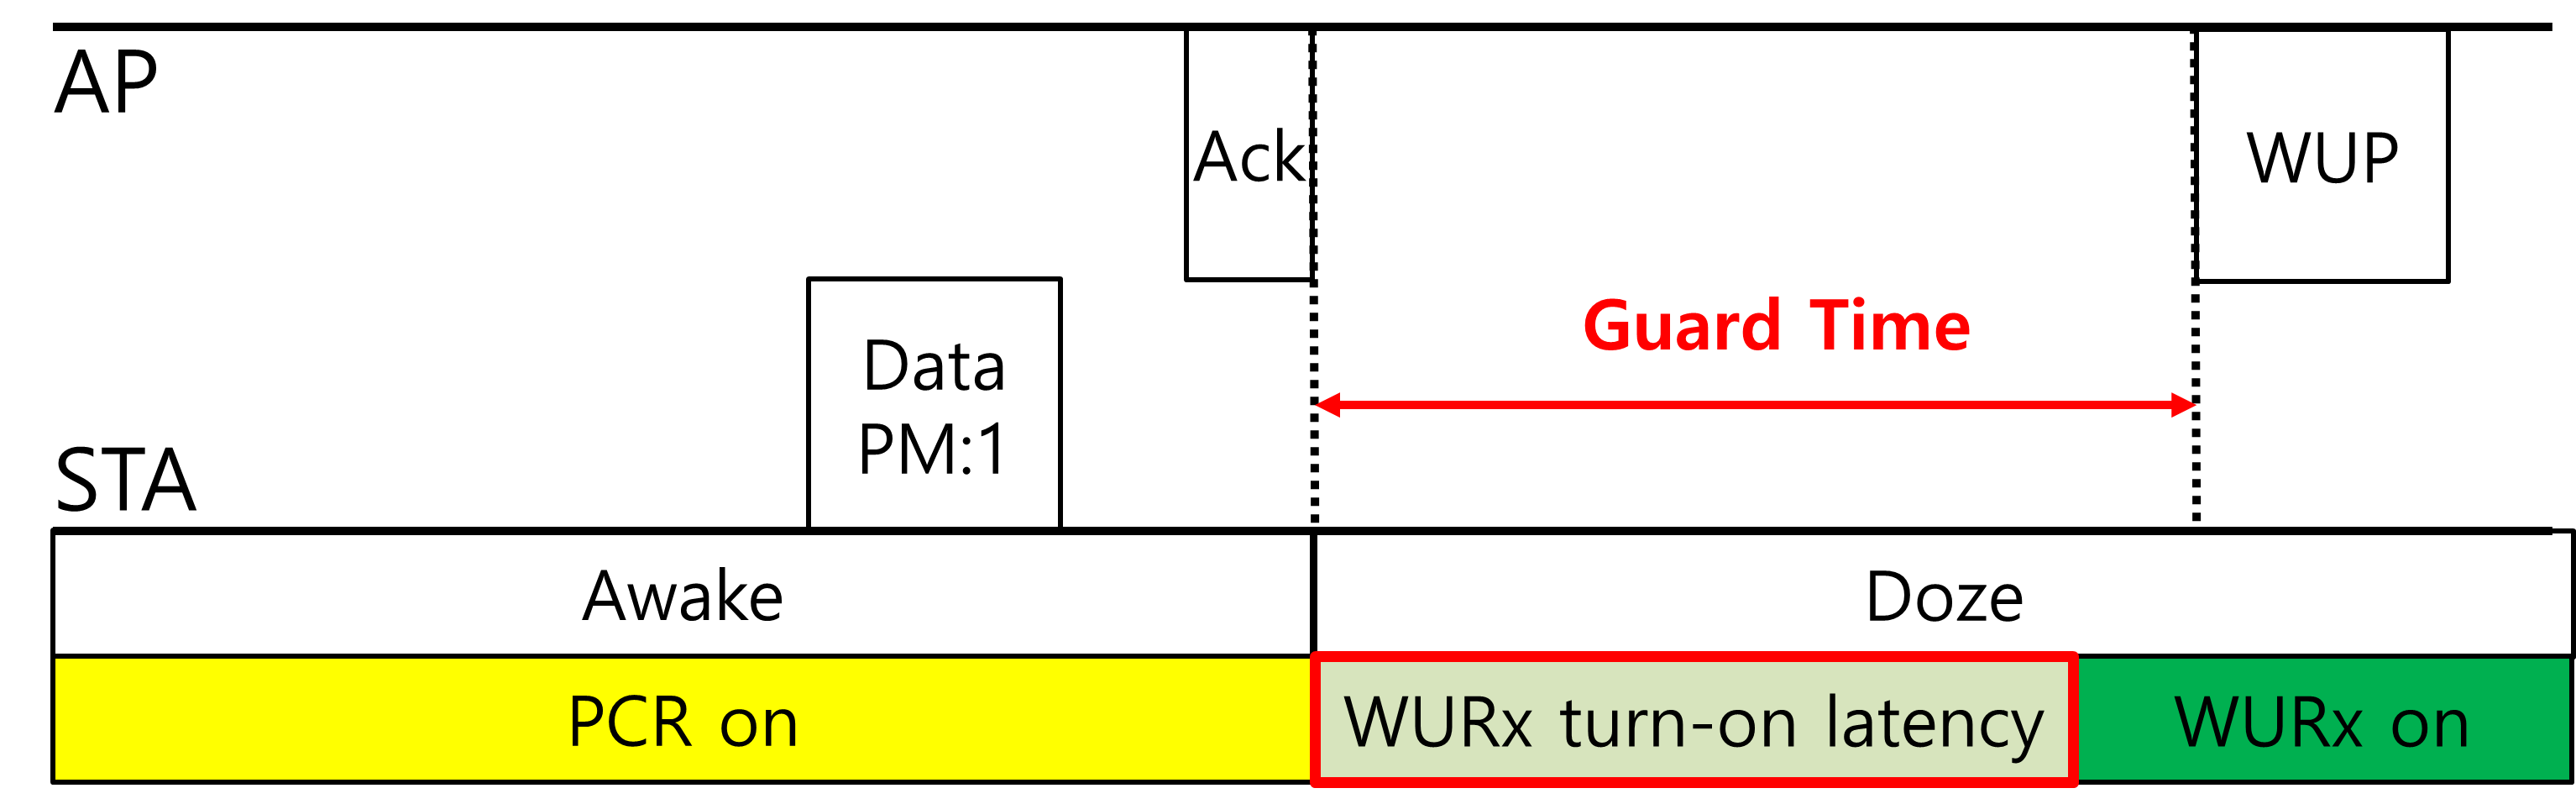 AP
Ack
WUP
Guard Time
Data
PM:1
STA
Awake
Doze
PCR on
WURx turn-on latency
WURx on